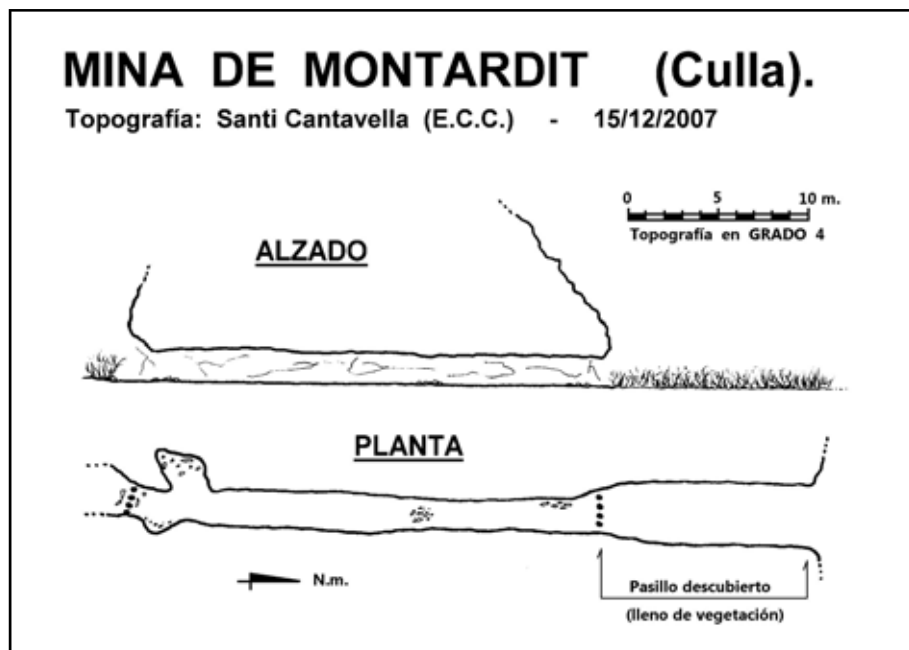 MINA DE MONTARDIT (Culla).
Topografía: Santi Cantavella (E.C.C.) - 15/12/2007
0 5 10 m.
Topografía en GRADO 4
ALZADO
PLANTA
N.m.
Pasillo descubierto
(lleno de vegetación)